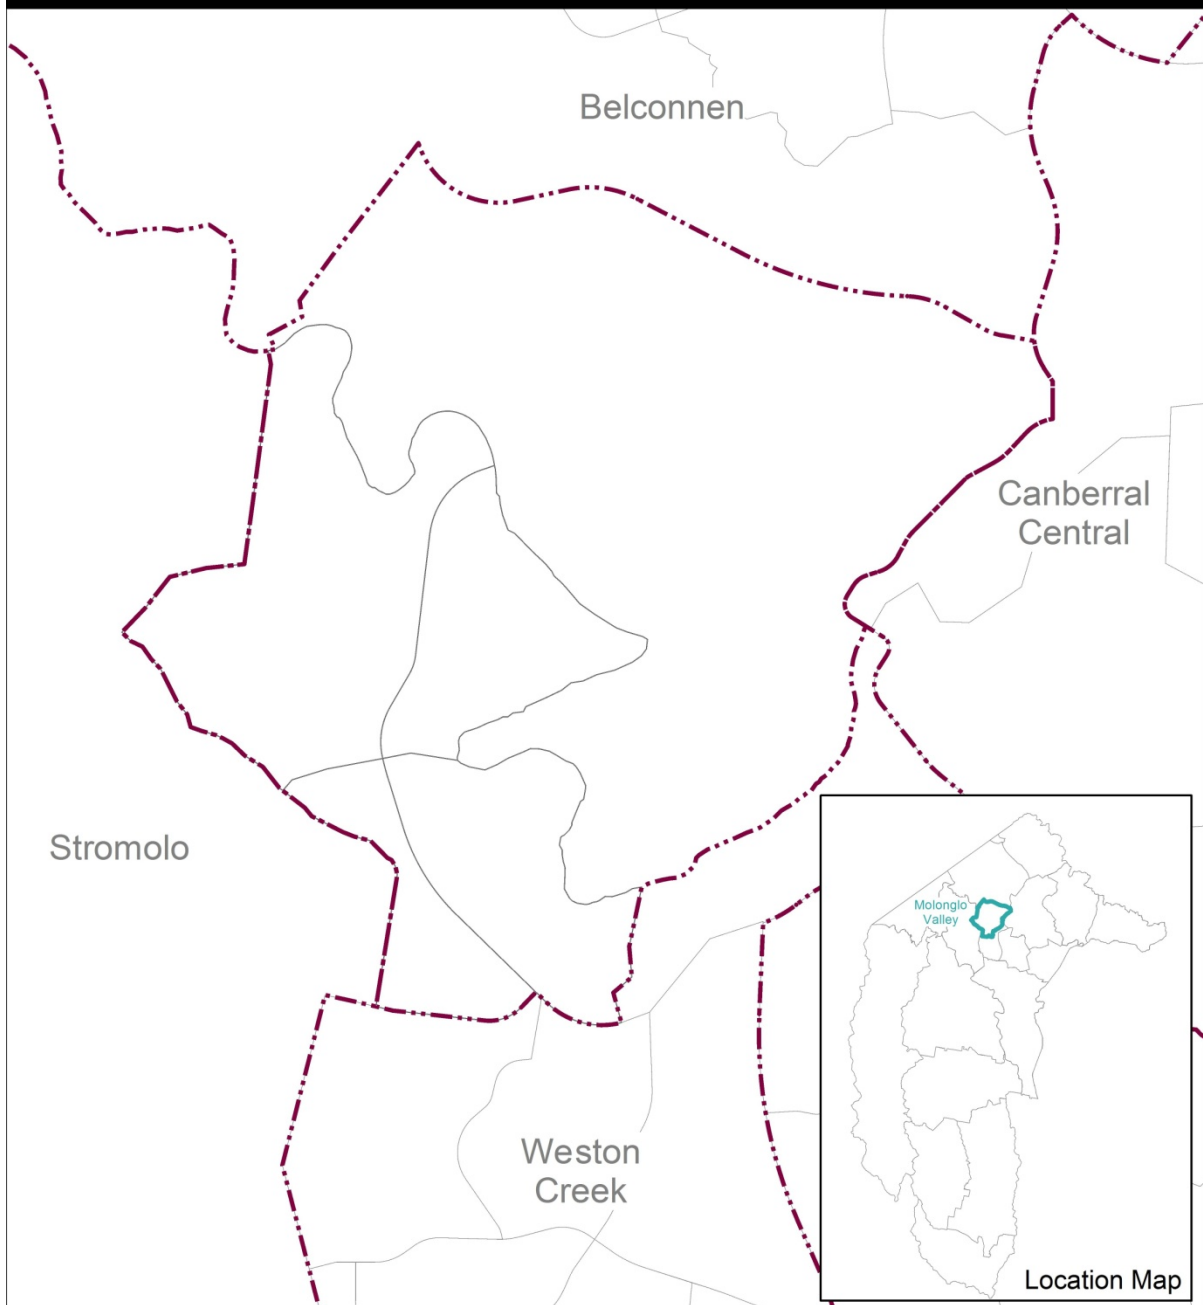 Belconnen
Canberral
Central
Stromolo
Weston
Creek
Molonglo
Valley
Location Map